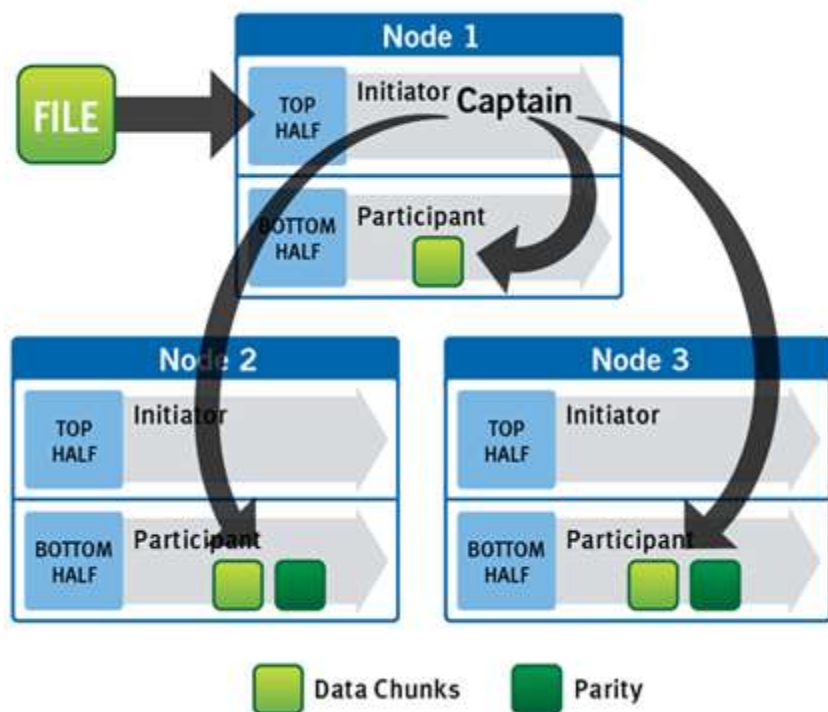 Node 1
FILE
TOP
HALF
Initiator
Captain
BOTTOM
HALF
Participant
Node 2
TOP
HALF
Initiator
BOTTOM
HALF
Participant
Node 3
TOP
HALF
Initiator
BOTTOM
HALF
Participant
Data Chunks
Parity